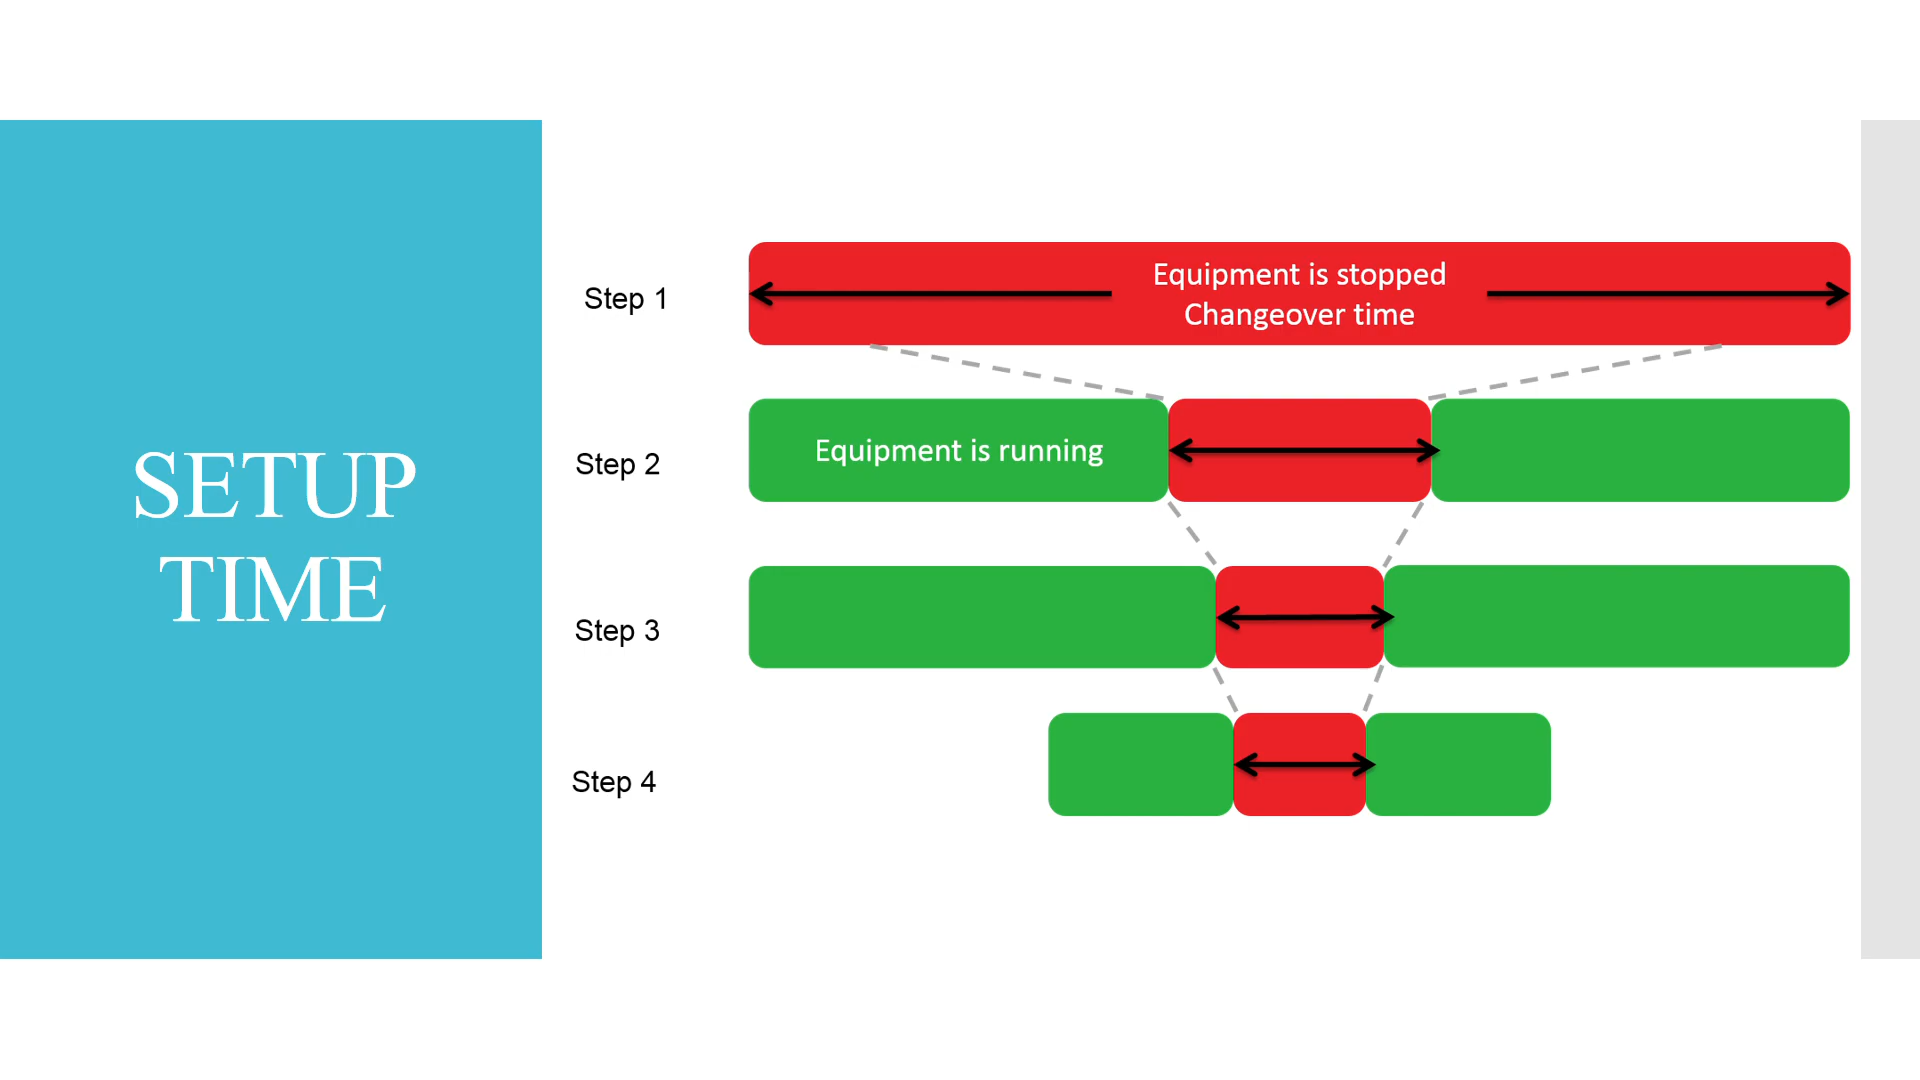 SETUP
TIME
Step 1
Equipment is stopped
Changeover time
Step 2
Equipment is running
Step 3
Step 4